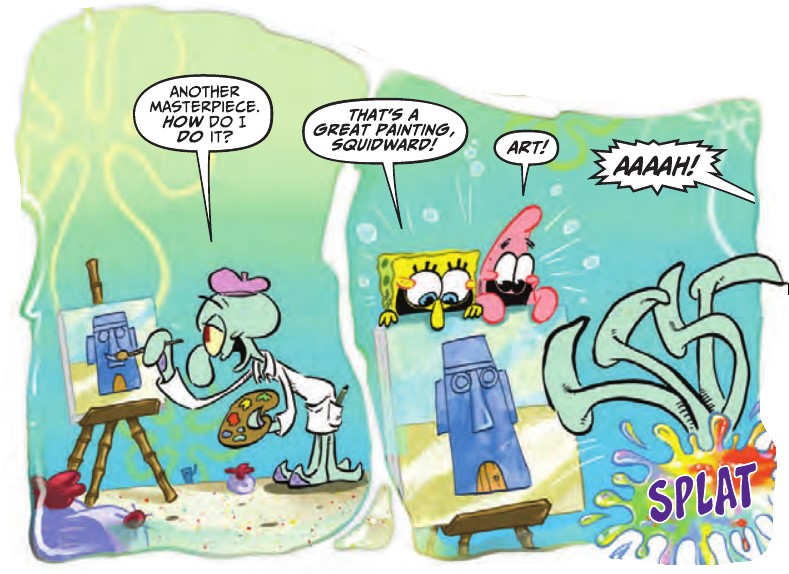 ANOTHER
MASTERPIECE.
HOW DO I
DO IT?
THAT'S A
GREAT PAINTING,
SQUIDWARD!
ART!
AAAAH!
SPLAT